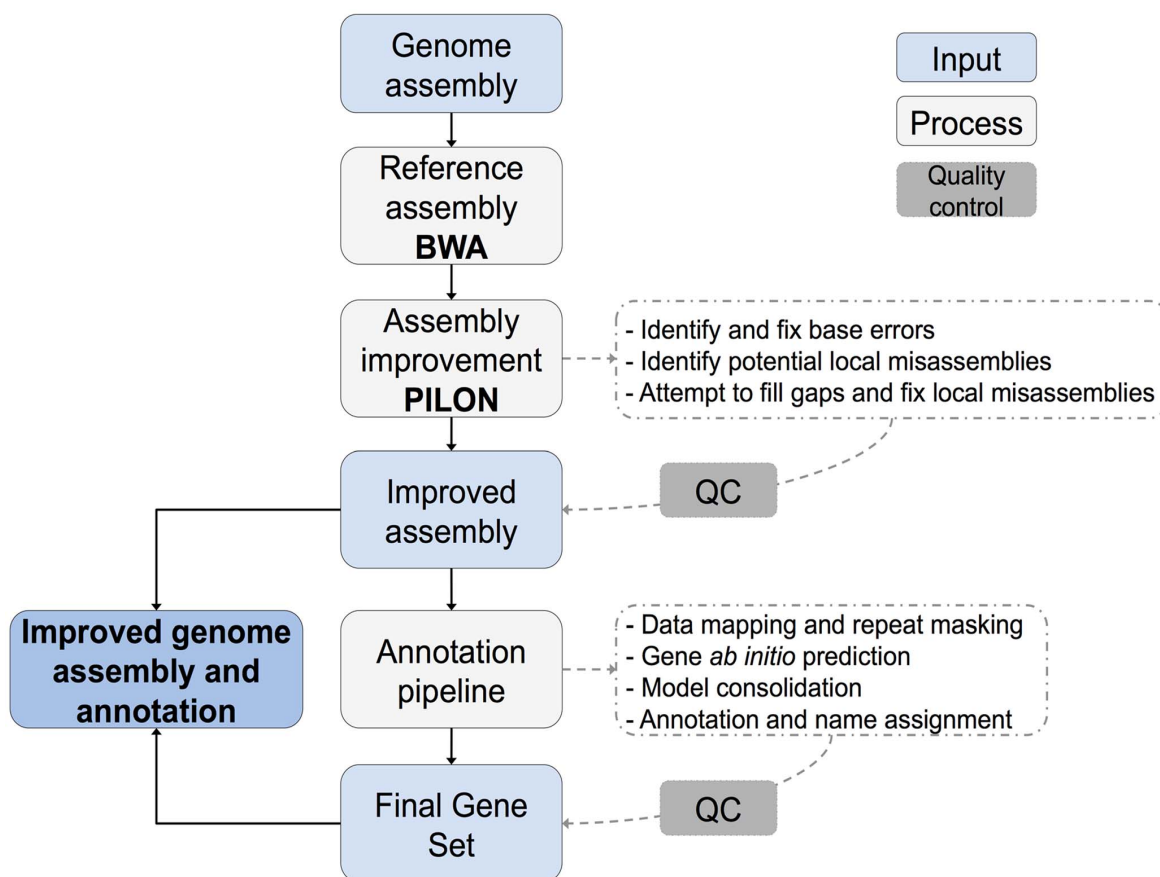 Genome
assembly
Input
Process
Quality
control
Reference
assembly
BWA
Assembly
improvement
PILON
- Identify and fix base errors
- Identify potential local misassemblies
- Attempt to fill gaps and fix local misassemblies
QC
Improved
assembly
Improved genome
assembly and
annotation
Annotation
pipeline
- Data mapping and repeat masking
- Gene ab initio prediction
- Model consolidation
- Annotation and name assignment
QC
Final Gene
Set